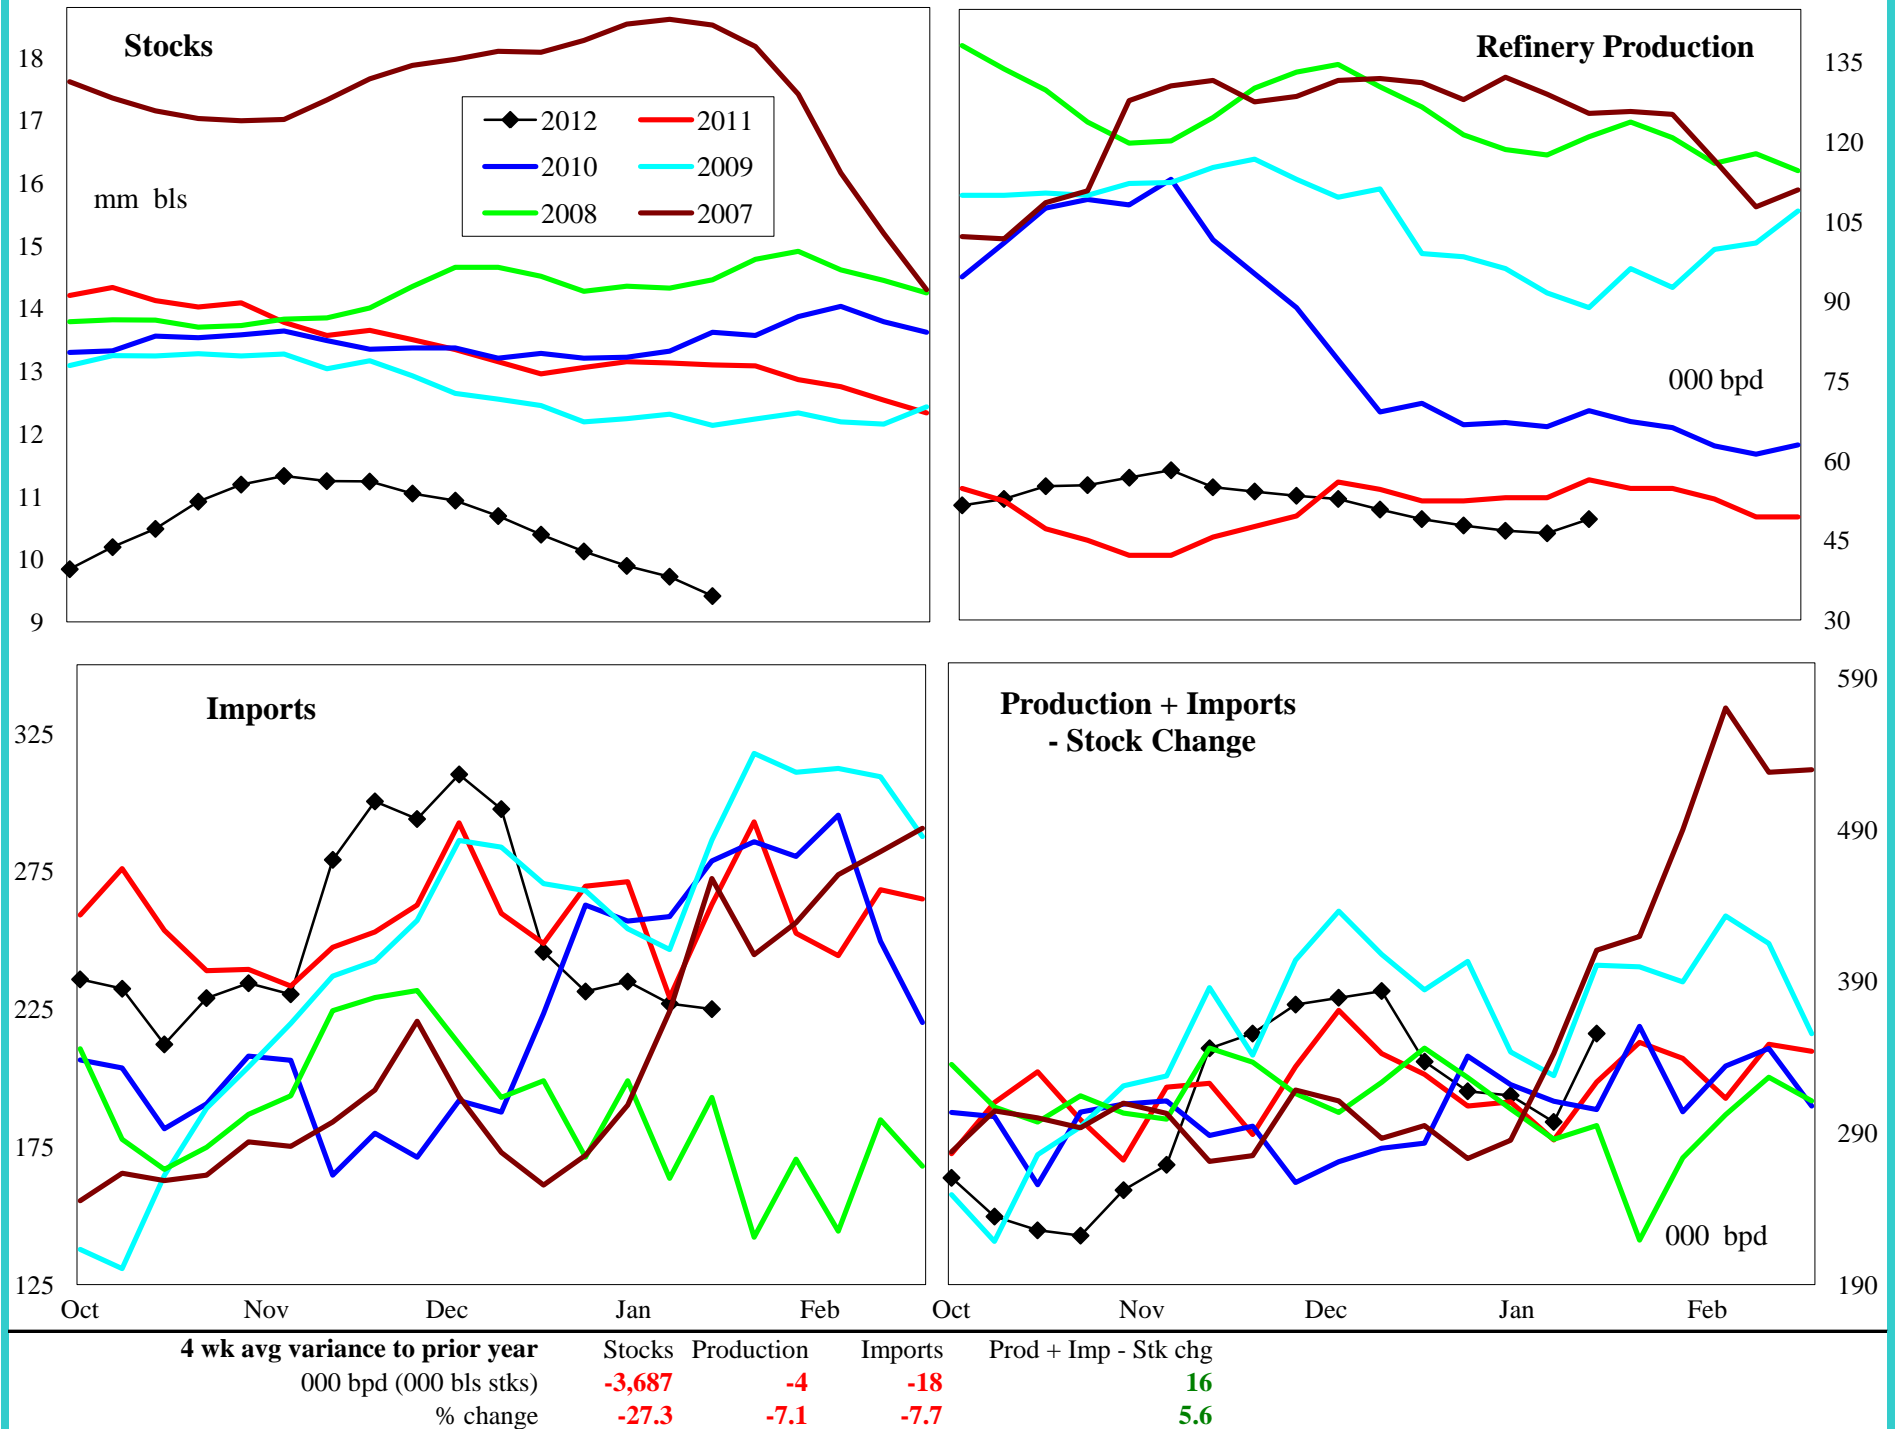 Stocks
18
17
16
15
14
13
12
11
10
9
mm bls
2012 2011
2010 2009
2008 2007
Refinery Production
135
120
105
90
75
60
45
30
000 bpd
Imports
325
275
225
175
125
Oct Nov Dec Jan Feb
Production + Imports
- Stock Change
590
490
390
290
190
000 bpd
Oct Nov Dec Jan Feb
4 wk avg variance to prior year Stocks Production Imports Prod + Imp - Stk chg
000 bpd (000 bls stks) -3,687 -4 -18 16
% change -27.3 -7.1 -7.7 5.6